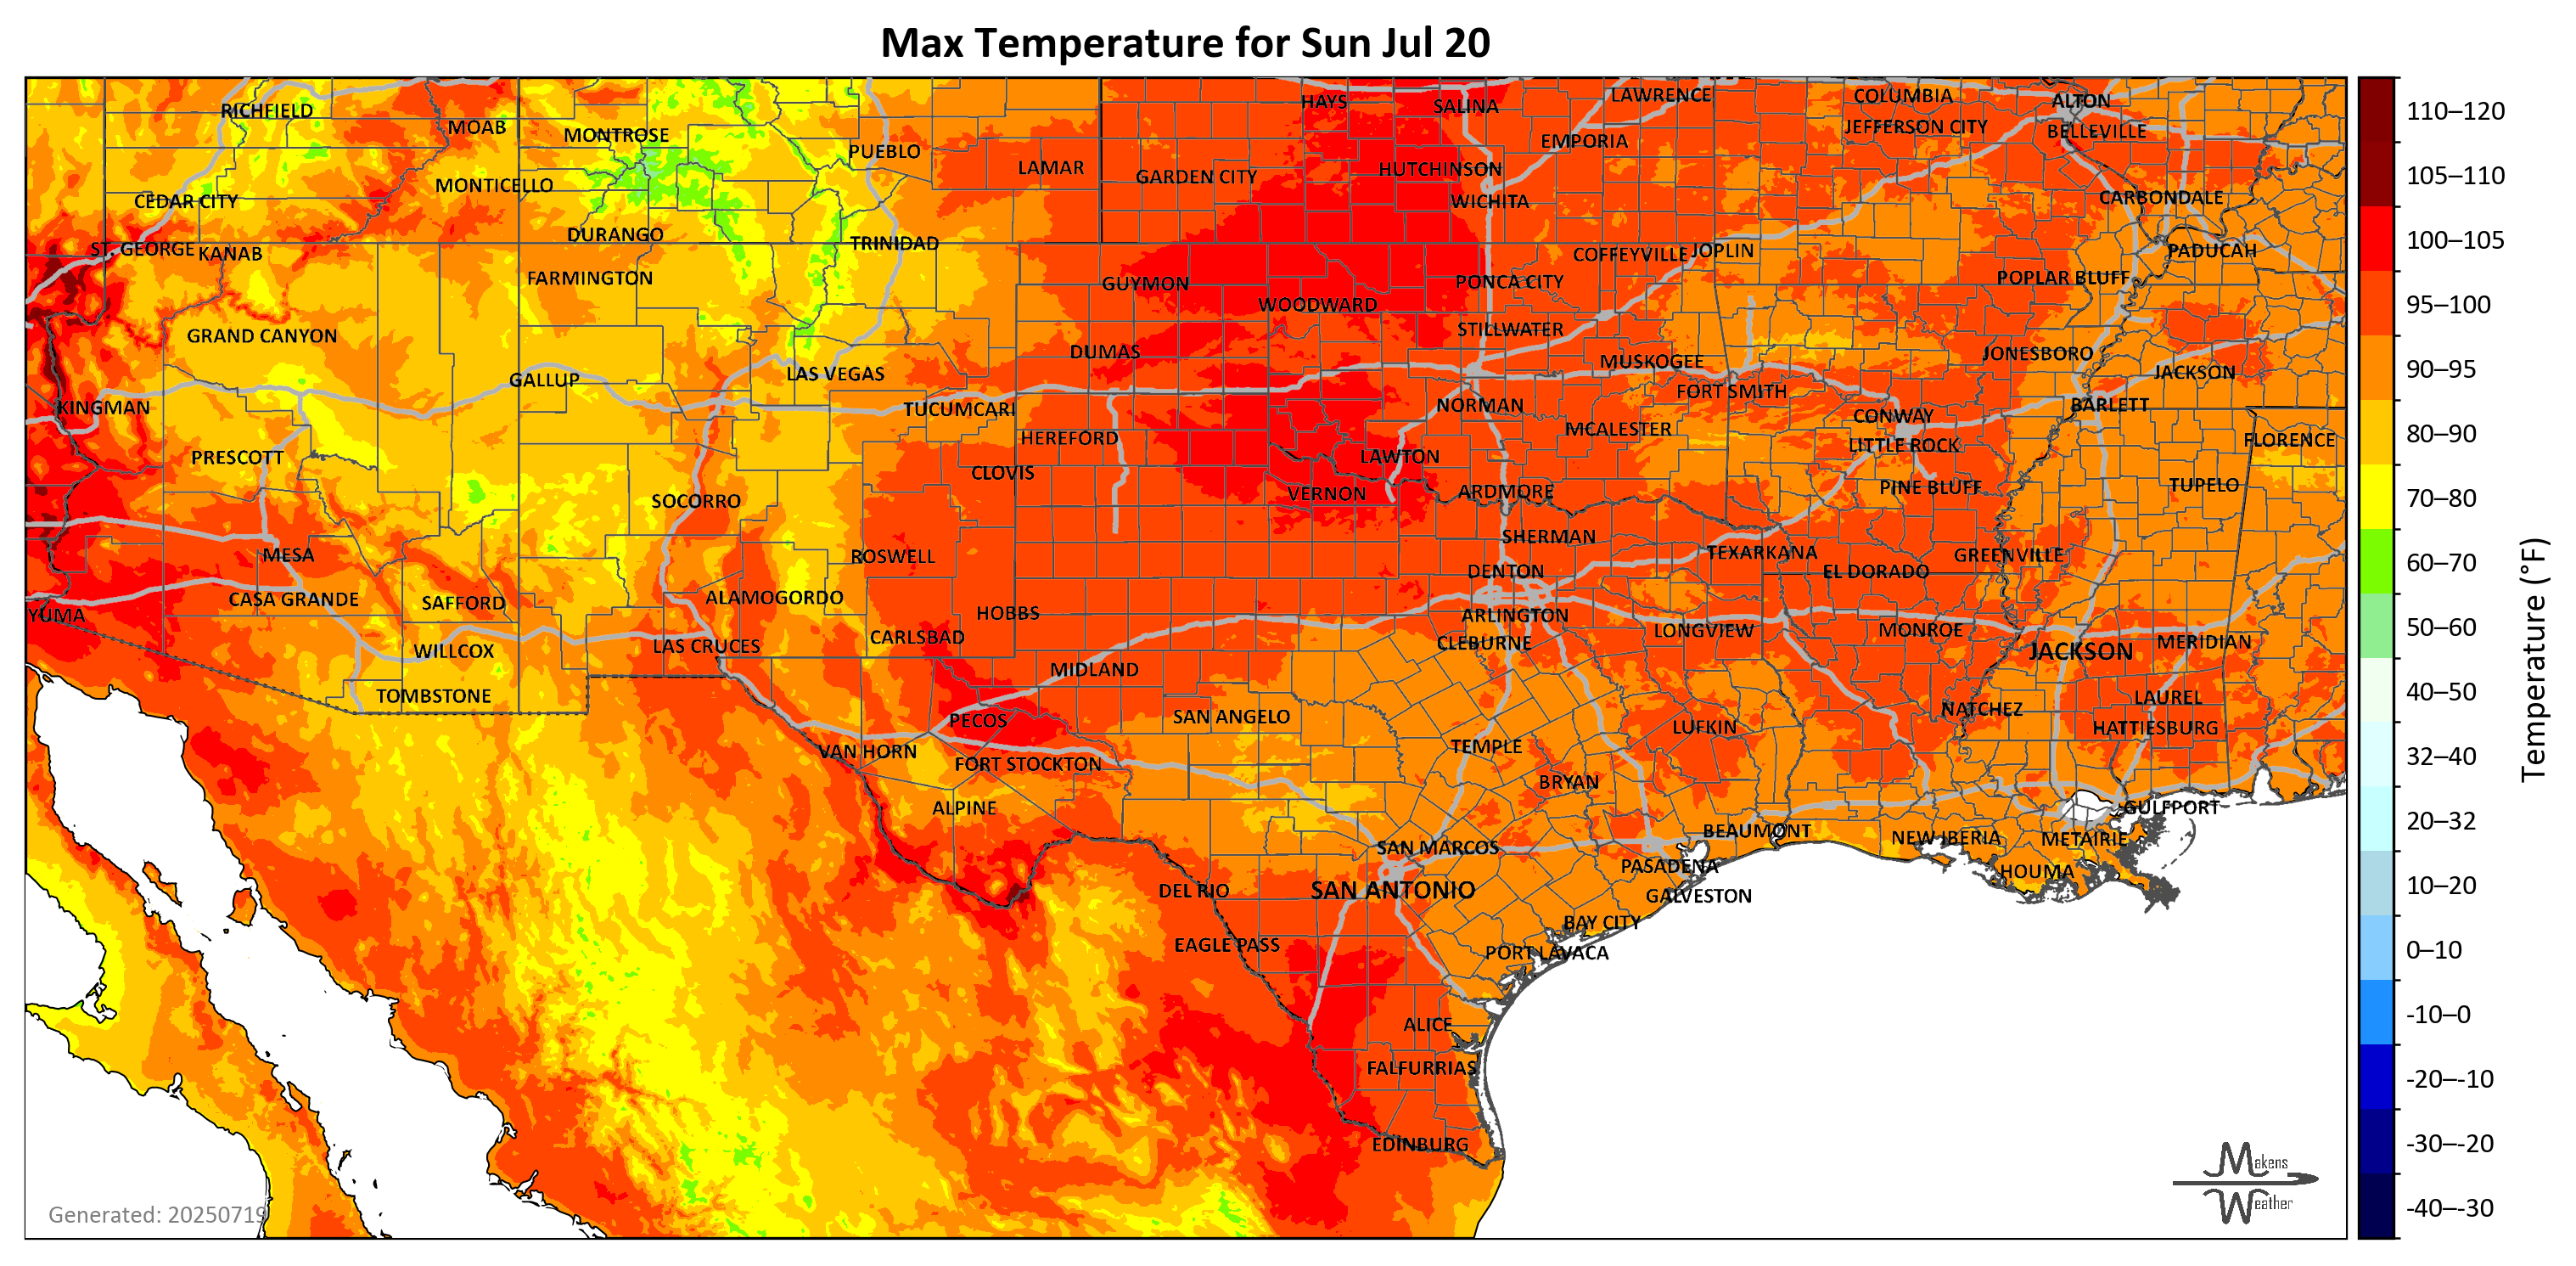 Max Temperature for Sun Jul 20
RICHFIELD
MOAB
MONTROSE
PUEBLO
LAMAR
HAYS
SALINA
LAWRENCE
COLUMBIA
ALTON
EMPORIA
JEFFERSON CITY
BELLEVILLE
CEDAR CITY
MONTICELLO
GARDEN CITY
HUTCHINSON
WICHITA
CARBONDALE
ST. GEORGE
KANAB
DURANGO
TRINIDAD
COFFEYVILLE
JOPLIN
PADUCAH
FARMINGTON
GUYMON
WOODWARD
PONCA CITY
POPLAR BLUFF
GRAND CANYON
DUMAS
STILLWATER
MUSKOGEE
JONESBORO
GALLUP
LAS VEGAS
FORT SMITH
JACKSON
KINGMAN
TUCUMCARI
NORMAN
CONWAY
BARLETT
PRESCOTT
HEREFORD
MCALESTER
LITTLE ROCK
FLORENCE
CLOVIS
LAWTON
SOCORRO
VERNON
ARDMORE
PINE BLUFF
TUPELO
MESA
ROSWELL
SHERMAN
TEXARKANA
GREENVILLE
DENTON
EL DORADO
YUMA
CASA GRANDE
SAFFORD
ALAMOGORDO
HOBBS
ARLINGTON
WILLCOX
LAS CRUCES
CARLSBAD
CLEBURNE
LONGVIEW
MONROE
JACKSON
MERIDIAN
TOMBSTONE
MIDLAND
LAUREL
PECOS
SAN ANGELO
LUFKIN
NATCHEZ
HATTIESBURG
VAN HORN
FORT STOCKTON
TEMPLE
BRYAN
ALPINE
GULFPORT
SAN MARCOS
BEAUMONT
NEW IBERIA
METAIRIE
DEL RIO
SAN ANTONIO
PASADENA
HOUMA
GALVESTON
EAGLE PASS
BAY CITY
PORT LAVACA
ALICE
FALFURRIAS
EDINBURG
Generated: 20250719
Makens
Weather
110–120
105–110
100–105
95–100
90–95
80–90
70–80
60–70
50–60
40–50
32–40
20–32
10–20
0–10
-10–0
-20–-10
-30–-20
-40–-30
Temperature (°F)